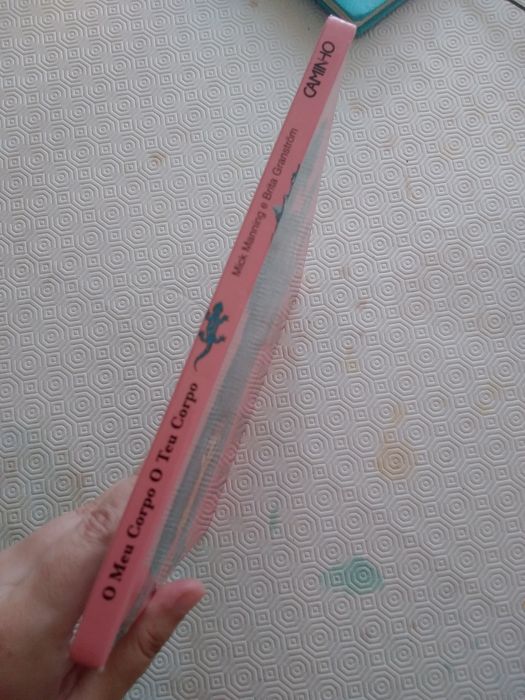 O Meu Corpo O Teu Corpo
Mick Manning e Brita Granström
CAMINHO